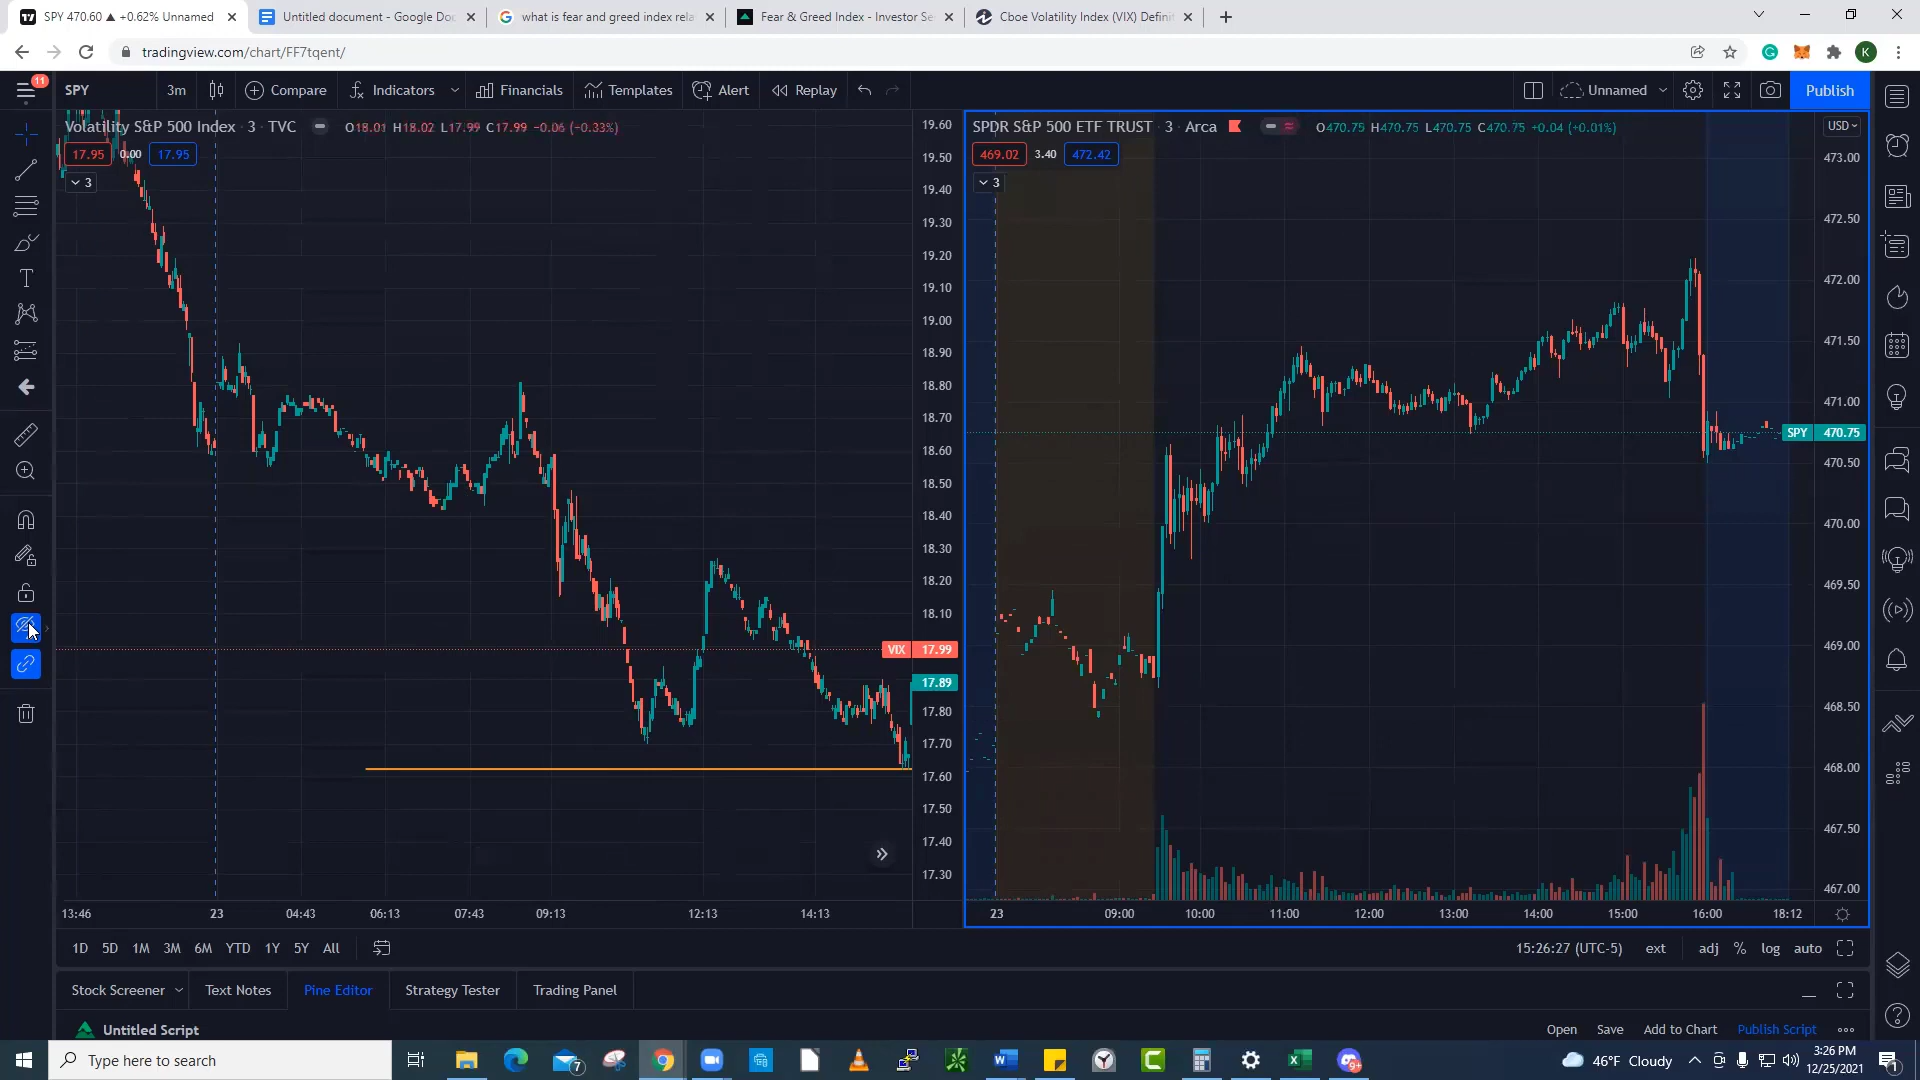 SPY 470.60 ▲ +0.62% Unnamed
Untitled document - Google Doc
what is fear and greed index rela
Fear & Greed Index - Investor Se
Cboe Volatility Index (VIX) Definit
tradingview.com/chart/FF7tqent/
K
11
SPY
3m
Compare
Indicators
Financials
Templates
Alert
Replay
Unnamed
Publish
Volatility S&P 500 Index · 3 · TVC
O18.01 H18.02 L17.99 C17.99 -0.06 (-0.33%)
17.95 0.00 17.95
3
SPDR S&P 500 ETF TRUST · 3 · Arca
O470.75 H470.75 L470.75 C470.75 +0.04 (+0.01%)
469.02 3.40 472.42
3
USD
19.60
19.50
19.40
19.30
19.20
19.10
19.00
18.90
18.80
18.70
18.60
18.50
18.40
18.30
18.20
18.10
VIX 17.99
17.89
17.80
17.70
17.60
17.50
17.40
17.30
473.00
472.50
472.00
471.50
471.00
SPY 470.75
470.50
470.00
469.50
469.00
468.50
468.00
467.50
467.00
13:46 23 04:43 06:13 07:43 09:13 12:13 14:13
23 09:00 10:00 11:00 12:00 13:00 14:00 15:00 16:00 18:12
1D 5D 1M 3M 6M YTD 1Y 5Y All
15:26:27 (UTC-5) ext adj % log auto
Stock Screener
Text Notes
Pine Editor
Strategy Tester
Trading Panel
Untitled Script
Open Save Add to Chart Publish Script
Type here to search
7
9+
46°F Cloudy
3:26 PM
12/25/2021
1